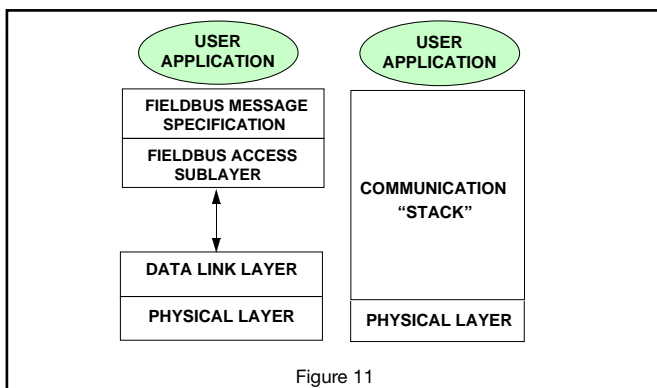 USER
APPLICATION
FIELDBUS MESSAGE
SPECIFICATION
FIELDBUS ACCESS
SUBLAYER
DATA LINK LAYER
PHYSICAL LAYER
USER
APPLICATION
COMMUNICATION
“STACK”
PHYSICAL LAYER
Figure 11